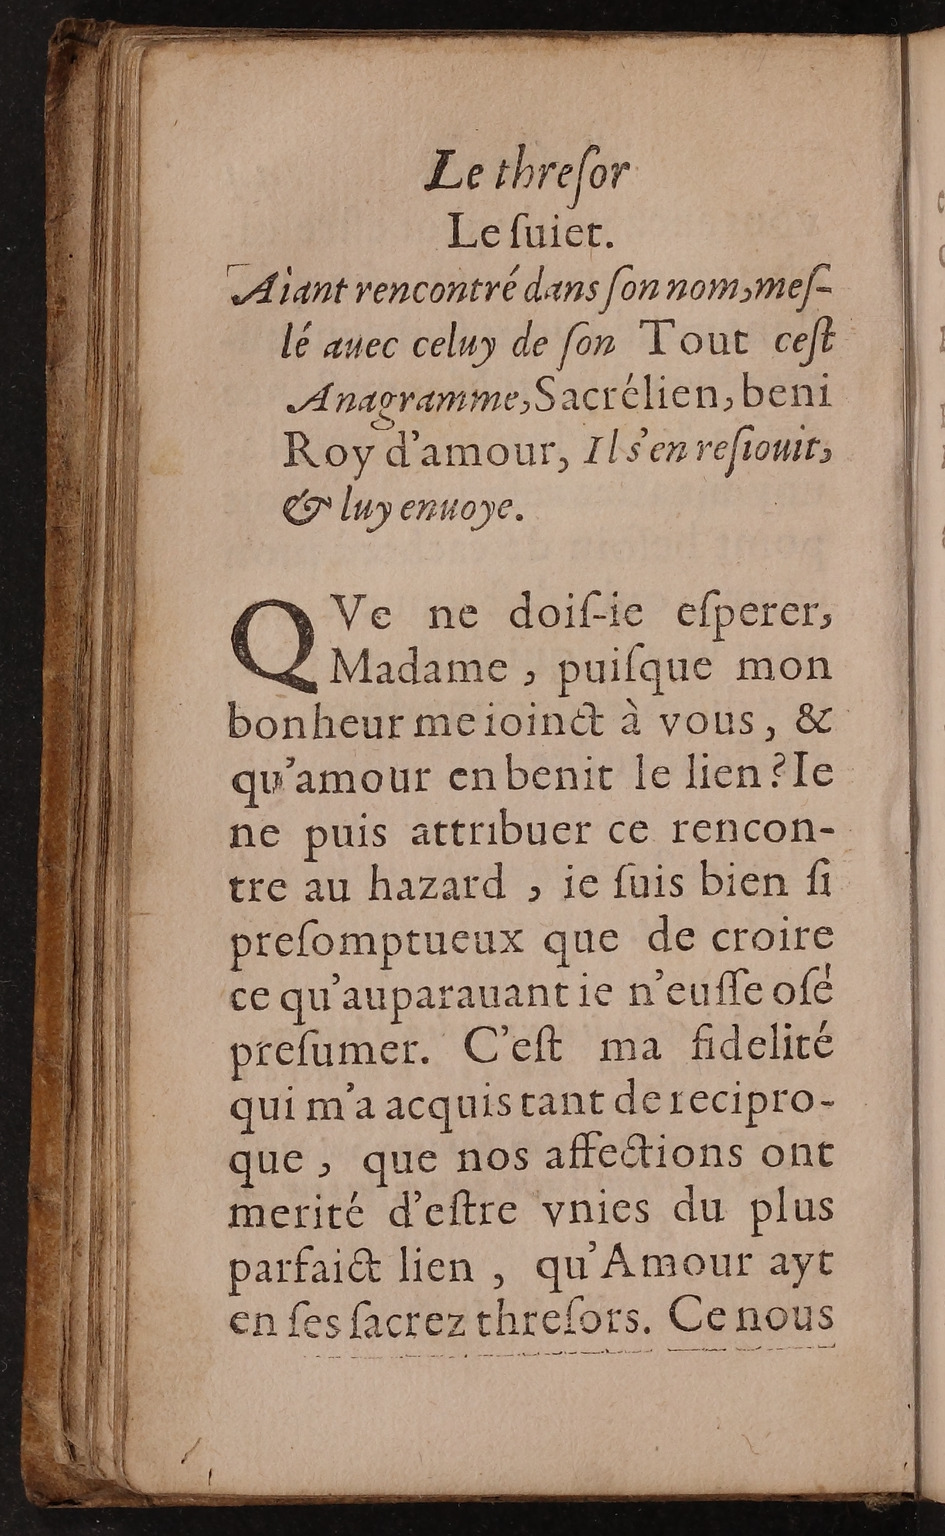 Le threſor
Le ſuiet.
Aiant rencontré dans ſon nom, meſ-
lé auec celuy de ſon Tout ceſt
Anagramme, Sacré lien, beni
Roy d'amour, Il s'en reſiouit,
& luy enuoye.
QVe ne doiſ-ie eſperer,
Madame, puiſque mon
bonheur me ioinct à vous, &
qu'amour en benit le lien? Ie
ne puis attribuer ce rencon-
tre au hazard, ie ſuis bien ſi
preſomptueux que de croire
ce qu'auparauant ie n'euſſe oſé
preſumer. C'eſt ma fidelité
qui m'a acquis tant de recipro-
que, que nos affections ont
merité d'eſtre vnies du plus
parfaict lien, qu'Amour ayt
en ſes ſacrez threſors. Ce nous